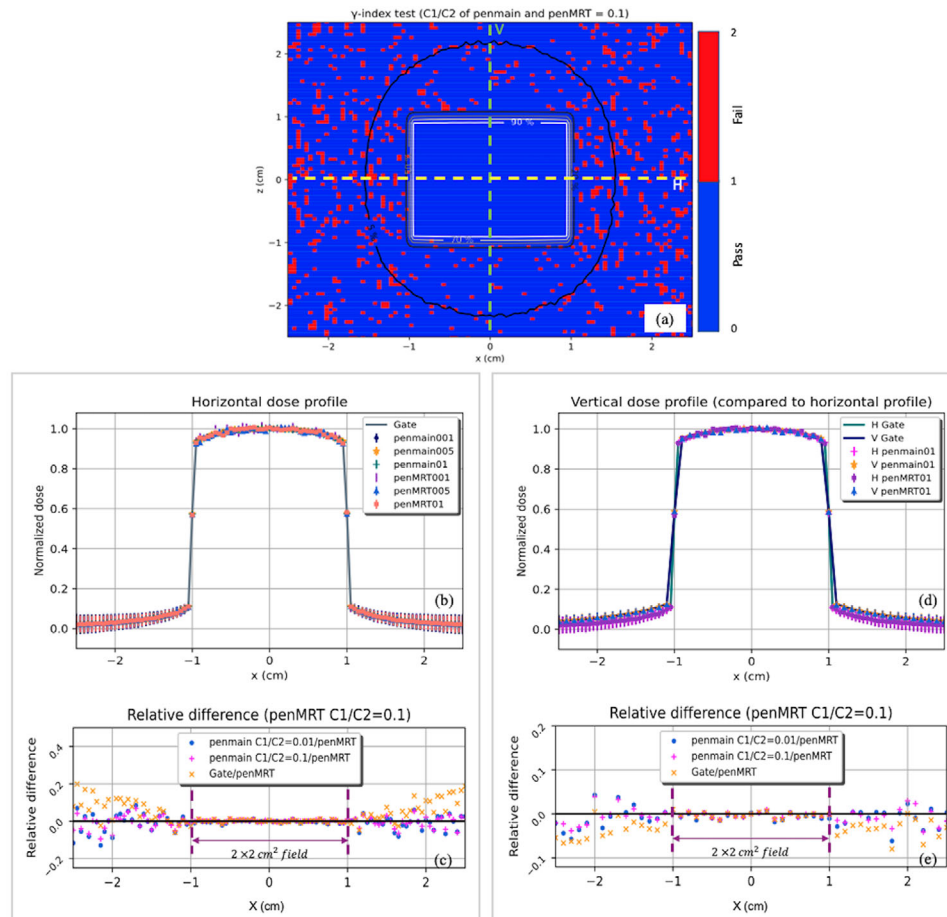 γ-index test (C1/C2 of penmain and penMRT = 0.1)
V
2
1
0
−1
−2
z (cm)
90 %
70 %
H
(a)
−2
−1
0
1
2
x (cm)
2
Fail
1
Pass
0
Horizontal dose profile
Gate
penmain001
penmain005
penmain01
penMRT001
penMRT005
penMRT01
1.0
0.8
0.6
0.4
0.2
0.0
Normalized dose
(b)
−2
−1
0
1
2
x (cm)
Relative difference (penMRT C1/C2=0.1)
penmain C1/C2=0.01/penMRT
penmain C1/C2=0.1/penMRT
Gate/penMRT
0.4
0.2
0.0
−0.2
Relative difference
2 ×2 cm² field
(c)
−2
−1
0
1
2
X (cm)
Vertical dose profile (compared to horizontal profile)
H Gate
V Gate
H penmain01
V penmain01
H penMRT01
V penMRT01
1.0
0.8
0.6
0.4
0.2
0.0
Normalized dose
(d)
−2
−1
0
1
2
x (cm)
Relative difference (penMRT C1/C2=0.1)
penmain C1/C2=0.01/penMRT
penmain C1/C2=0.1/penMRT
Gate/penMRT
0.2
0.1
0.0
−0.1
Relative difference
2 ×2 cm² field
(e)
−2
−1
0
1
2
X (cm)